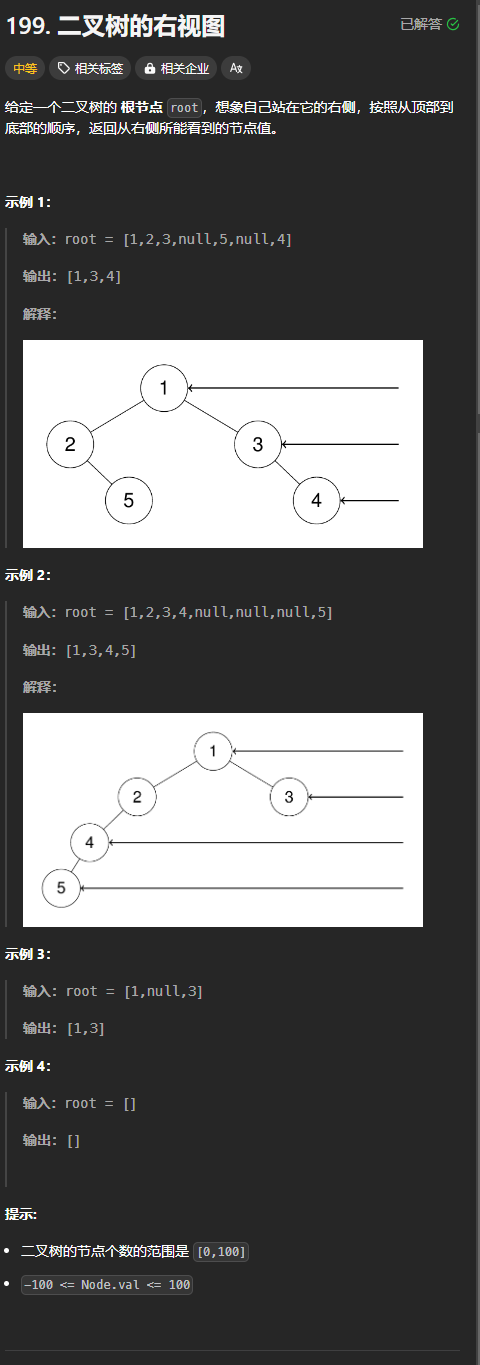 199. 二叉树的右视图
已解答
中等 相关标签 相关企业 Aх
给定一个二叉树的 根节点 root，想象自己站在它的右侧，按照从顶部到
底部的顺序，返回从右侧所能看到的节点值。
示例 1：
输入：root = [1,2,3,null,5,null,4]
输出：[1,3,4]
解释：
1
2 3
5 4
示例 2：
输入：root = [1,2,3,4,null,null,null,5]
输出：[1,3,4,5]
解释：
1
2 3
4
5
示例 3：
输入：root = [1,null,3]
输出：[1,3]
示例 4：
输入：root = []
输出：[]
提示:
• 二叉树的节点个数的范围是 [0,100]
• -100 <= Node.val <= 100